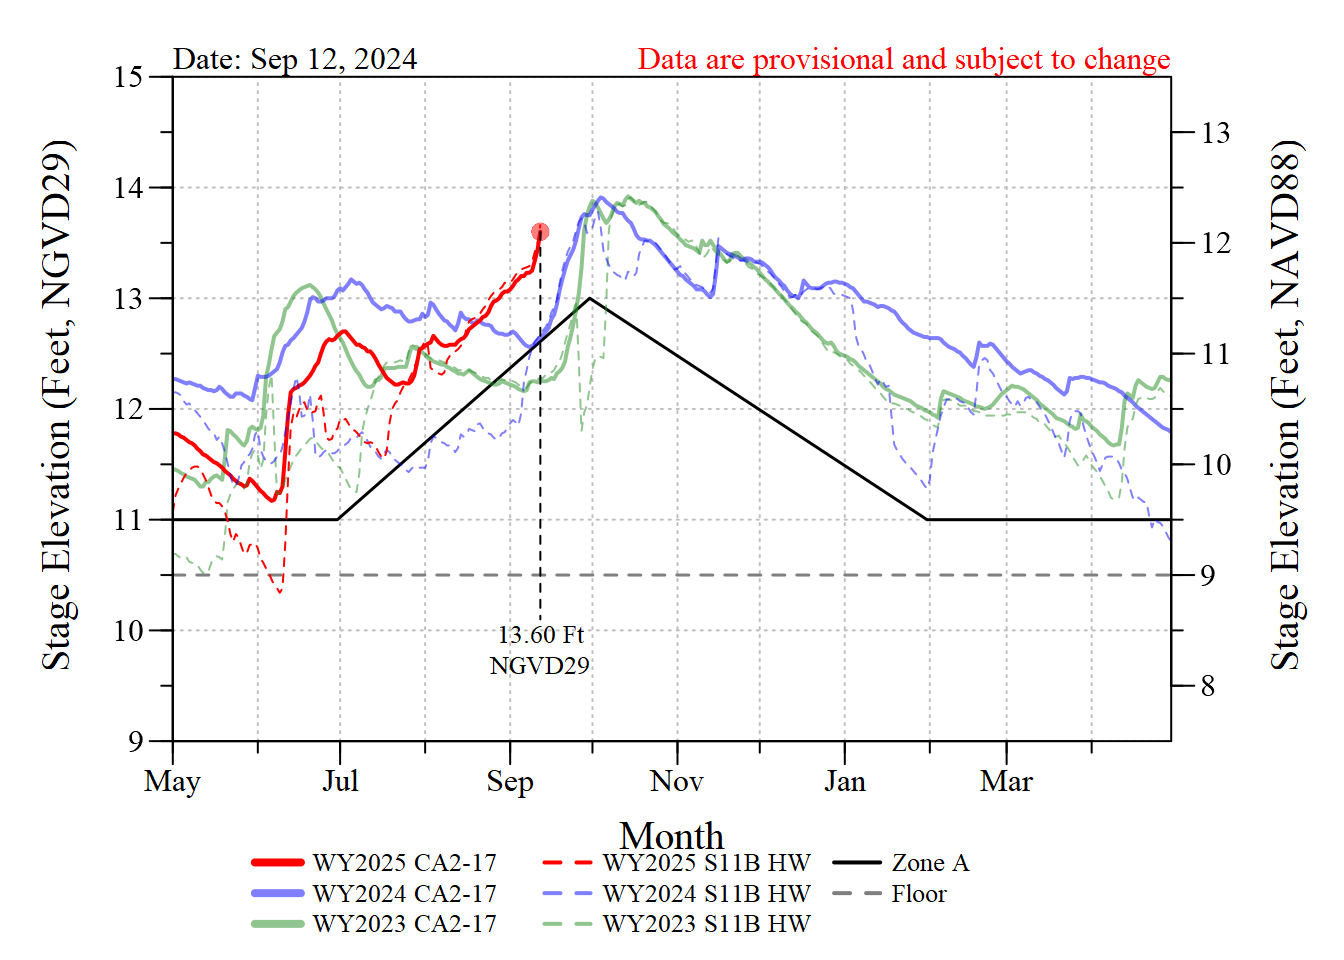 Date: Sep 12, 2024
Data are provisional and subject to change
Stage Elevation (Feet, NGVD29)
15
14
13
12
11
10
9
13
12
11
10
9
8
Stage Elevation (Feet, NAVD88)
13.60 Ft
NGVD29
May Jul Sep Nov Jan Mar
Month
WY2025 CA2-17 WY2025 S11B HW Zone A
WY2024 CA2-17 WY2024 S11B HW Floor
WY2023 CA2-17 WY2023 S11B HW